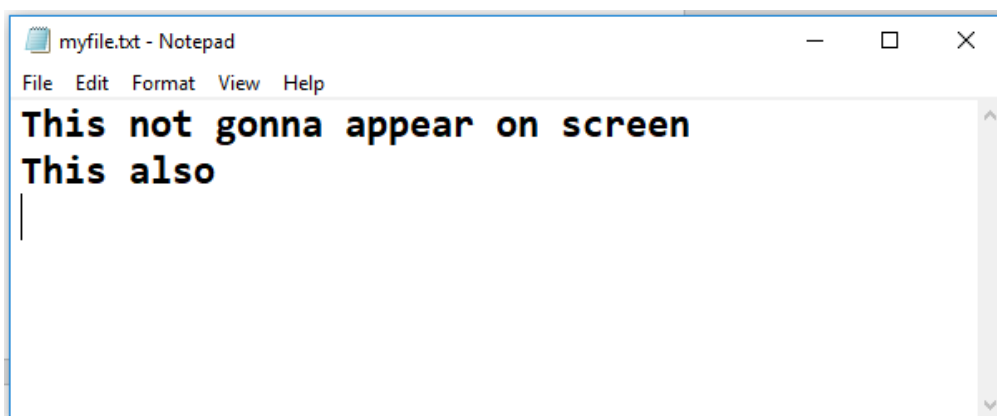 myfile.txt - Notepad
File Edit Format View Help
This not gonna appear on screen
This also